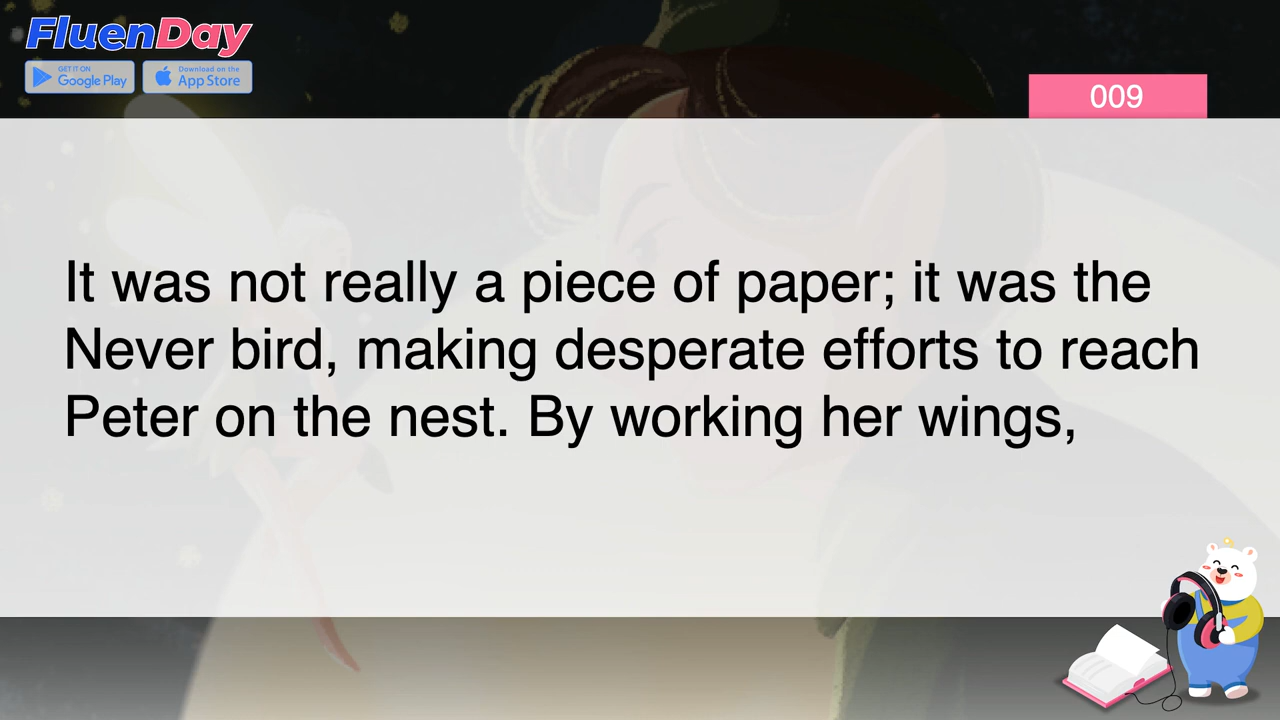 FluenDay
GET IT ON
Google Play
Download on the
App Store
009
It was not really a piece of paper; it was the
Never bird, making desperate efforts to reach
Peter on the nest. By working her wings,